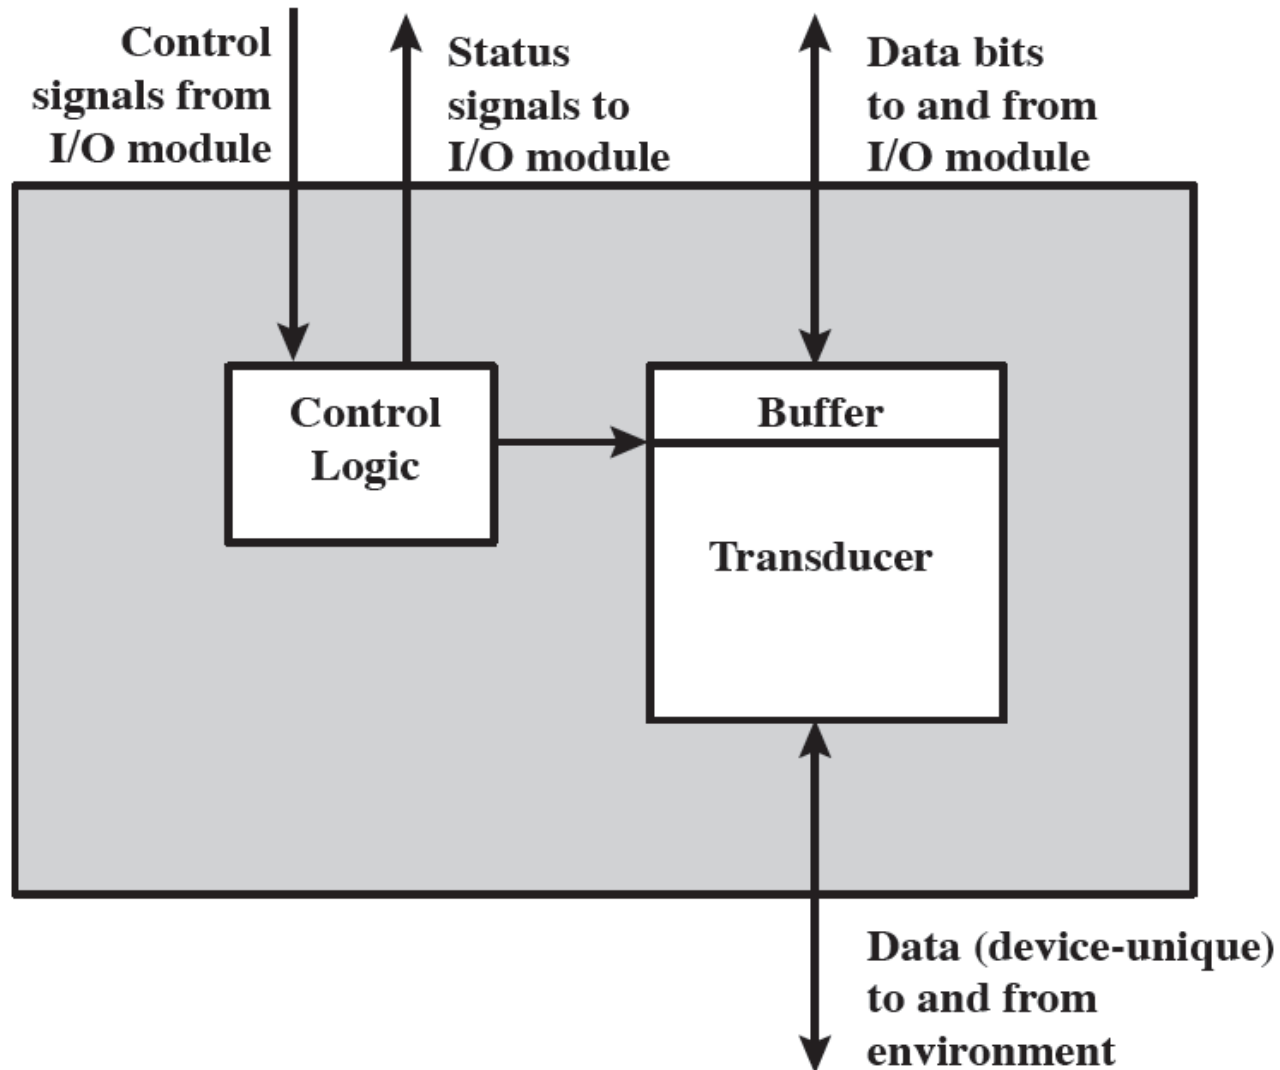 Control
signals from
I/O module
Status
signals to
I/O module
Data bits
to and from
I/O module
Control
Logic
Buffer
Transducer
Data (device-unique)
to and from
environment